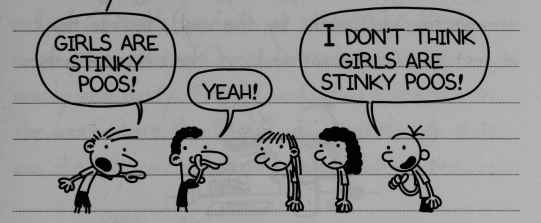 GIRLS ARE
STINKY
POOS!
YEAH!
I DON'T THINK
GIRLS ARE
STINKY POOS!